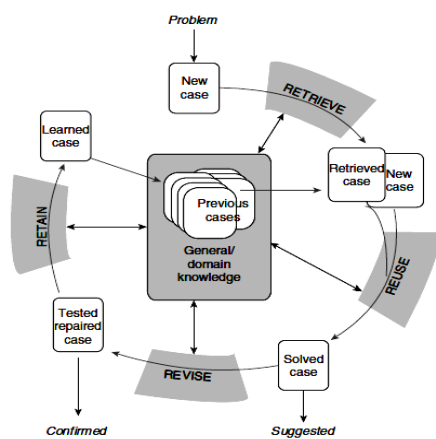 Problem
New
case
RETRIEVE
Learned
case
Retrieved
case
New
case
Previous
cases
General/
domain
knowledge
RETAIN
REUSE
Tested
repaired
case
REVISE
Solved
case
Confirmed
Suggested